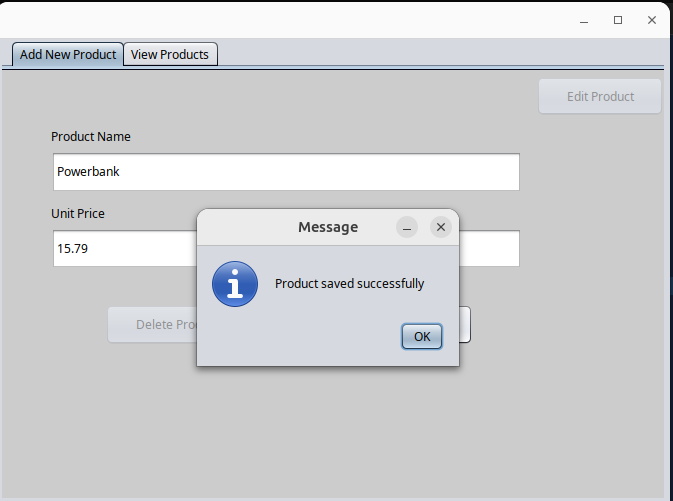 Add New Product
View Products
Edit Product
Product Name
Powerbank
Unit Price
15.79
Message
Product saved successfully
OK
Delete